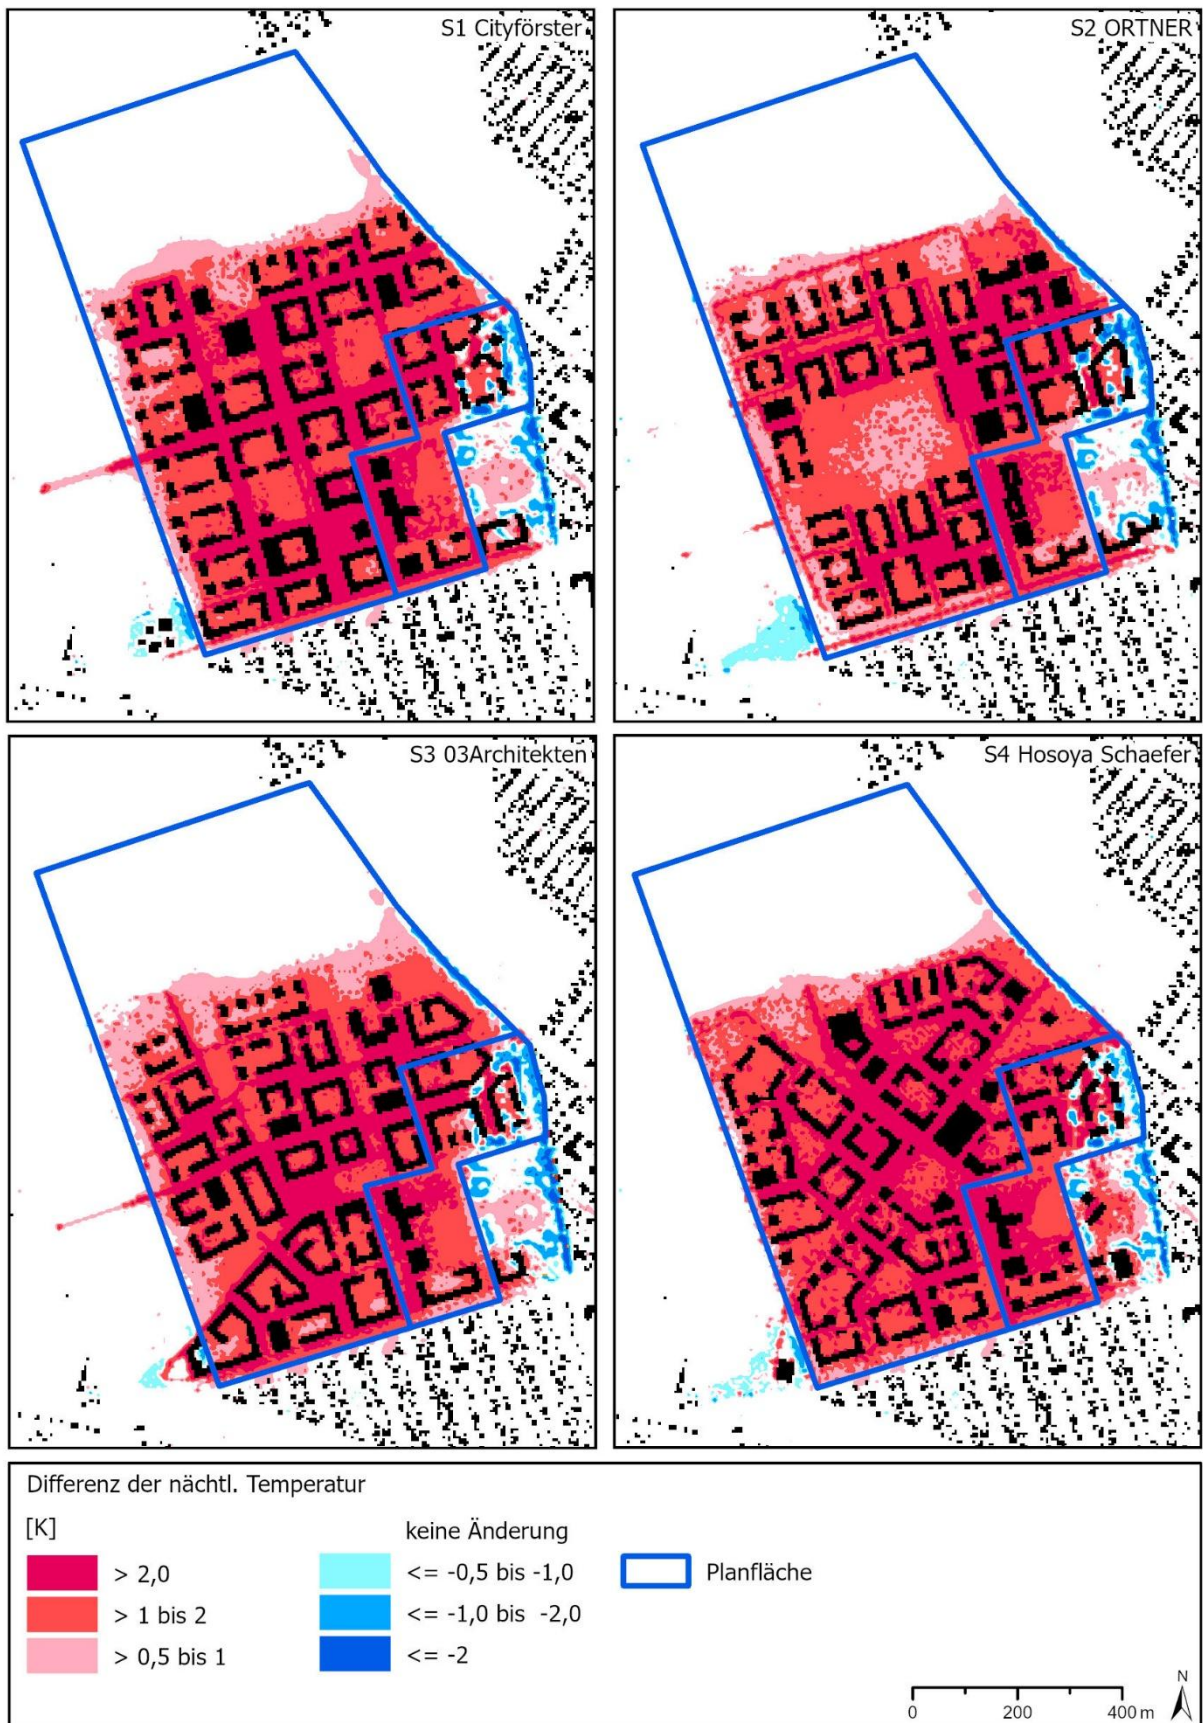 S1 Cityförster
S2 ORTNER
S3 03Architekten
S4 Hosoya Schaefer
Differenz der nächtl. Temperatur
[K]
> 2,0
> 1 bis 2
> 0,5 bis 1
keine Änderung
<= -0,5 bis -1,0
<= -1,0 bis -2,0
<= -2
Planfläche
0 200 400 m
N